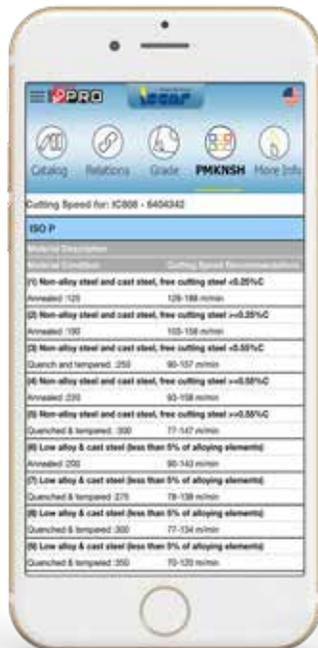 PRO
ISCAR
Catalog Relations Grade PMKNSH More Info
Cutting Speed for: IC808 - 6404342
ISO P
Material Description
Material Condition Cutting Speed Recommendations
(1) Non-alloy steel and cast steel, free cutting steel <0.25%C
Annealed :125 128-188 m/min
(2) Non-alloy steel and cast steel, free cutting steel >=0.25%C
Annealed :190 103-158 m/min
(3) Non-alloy steel and cast steel, free cutting steel <0.55%C
Quench and tempered: :250 90-157 m/min
(4) Non-alloy steel and cast steel, free cutting steel >=0.55%C
Annealed :220 93-158 m/min
(5) Non-alloy steel and cast steel, free cutting steel >=0.55%C
Quenched & tempered :300 77-147 m/min
(6) Low alloy & cast steel (less than 5% of alloying elements)
Annealed :200 90-143 m/min
(7) Low alloy & cast steel (less than 5% of alloying elements)
Quenched & tempered :275 78-138 m/min
(8) Low alloy & cast steel (less than 5% of alloying elements)
Quenched & tempered :300 77-134 m/min
(9) Low alloy & cast steel (less than 5% of alloying elements)
Quenched & tempered :350 70-120 m/min